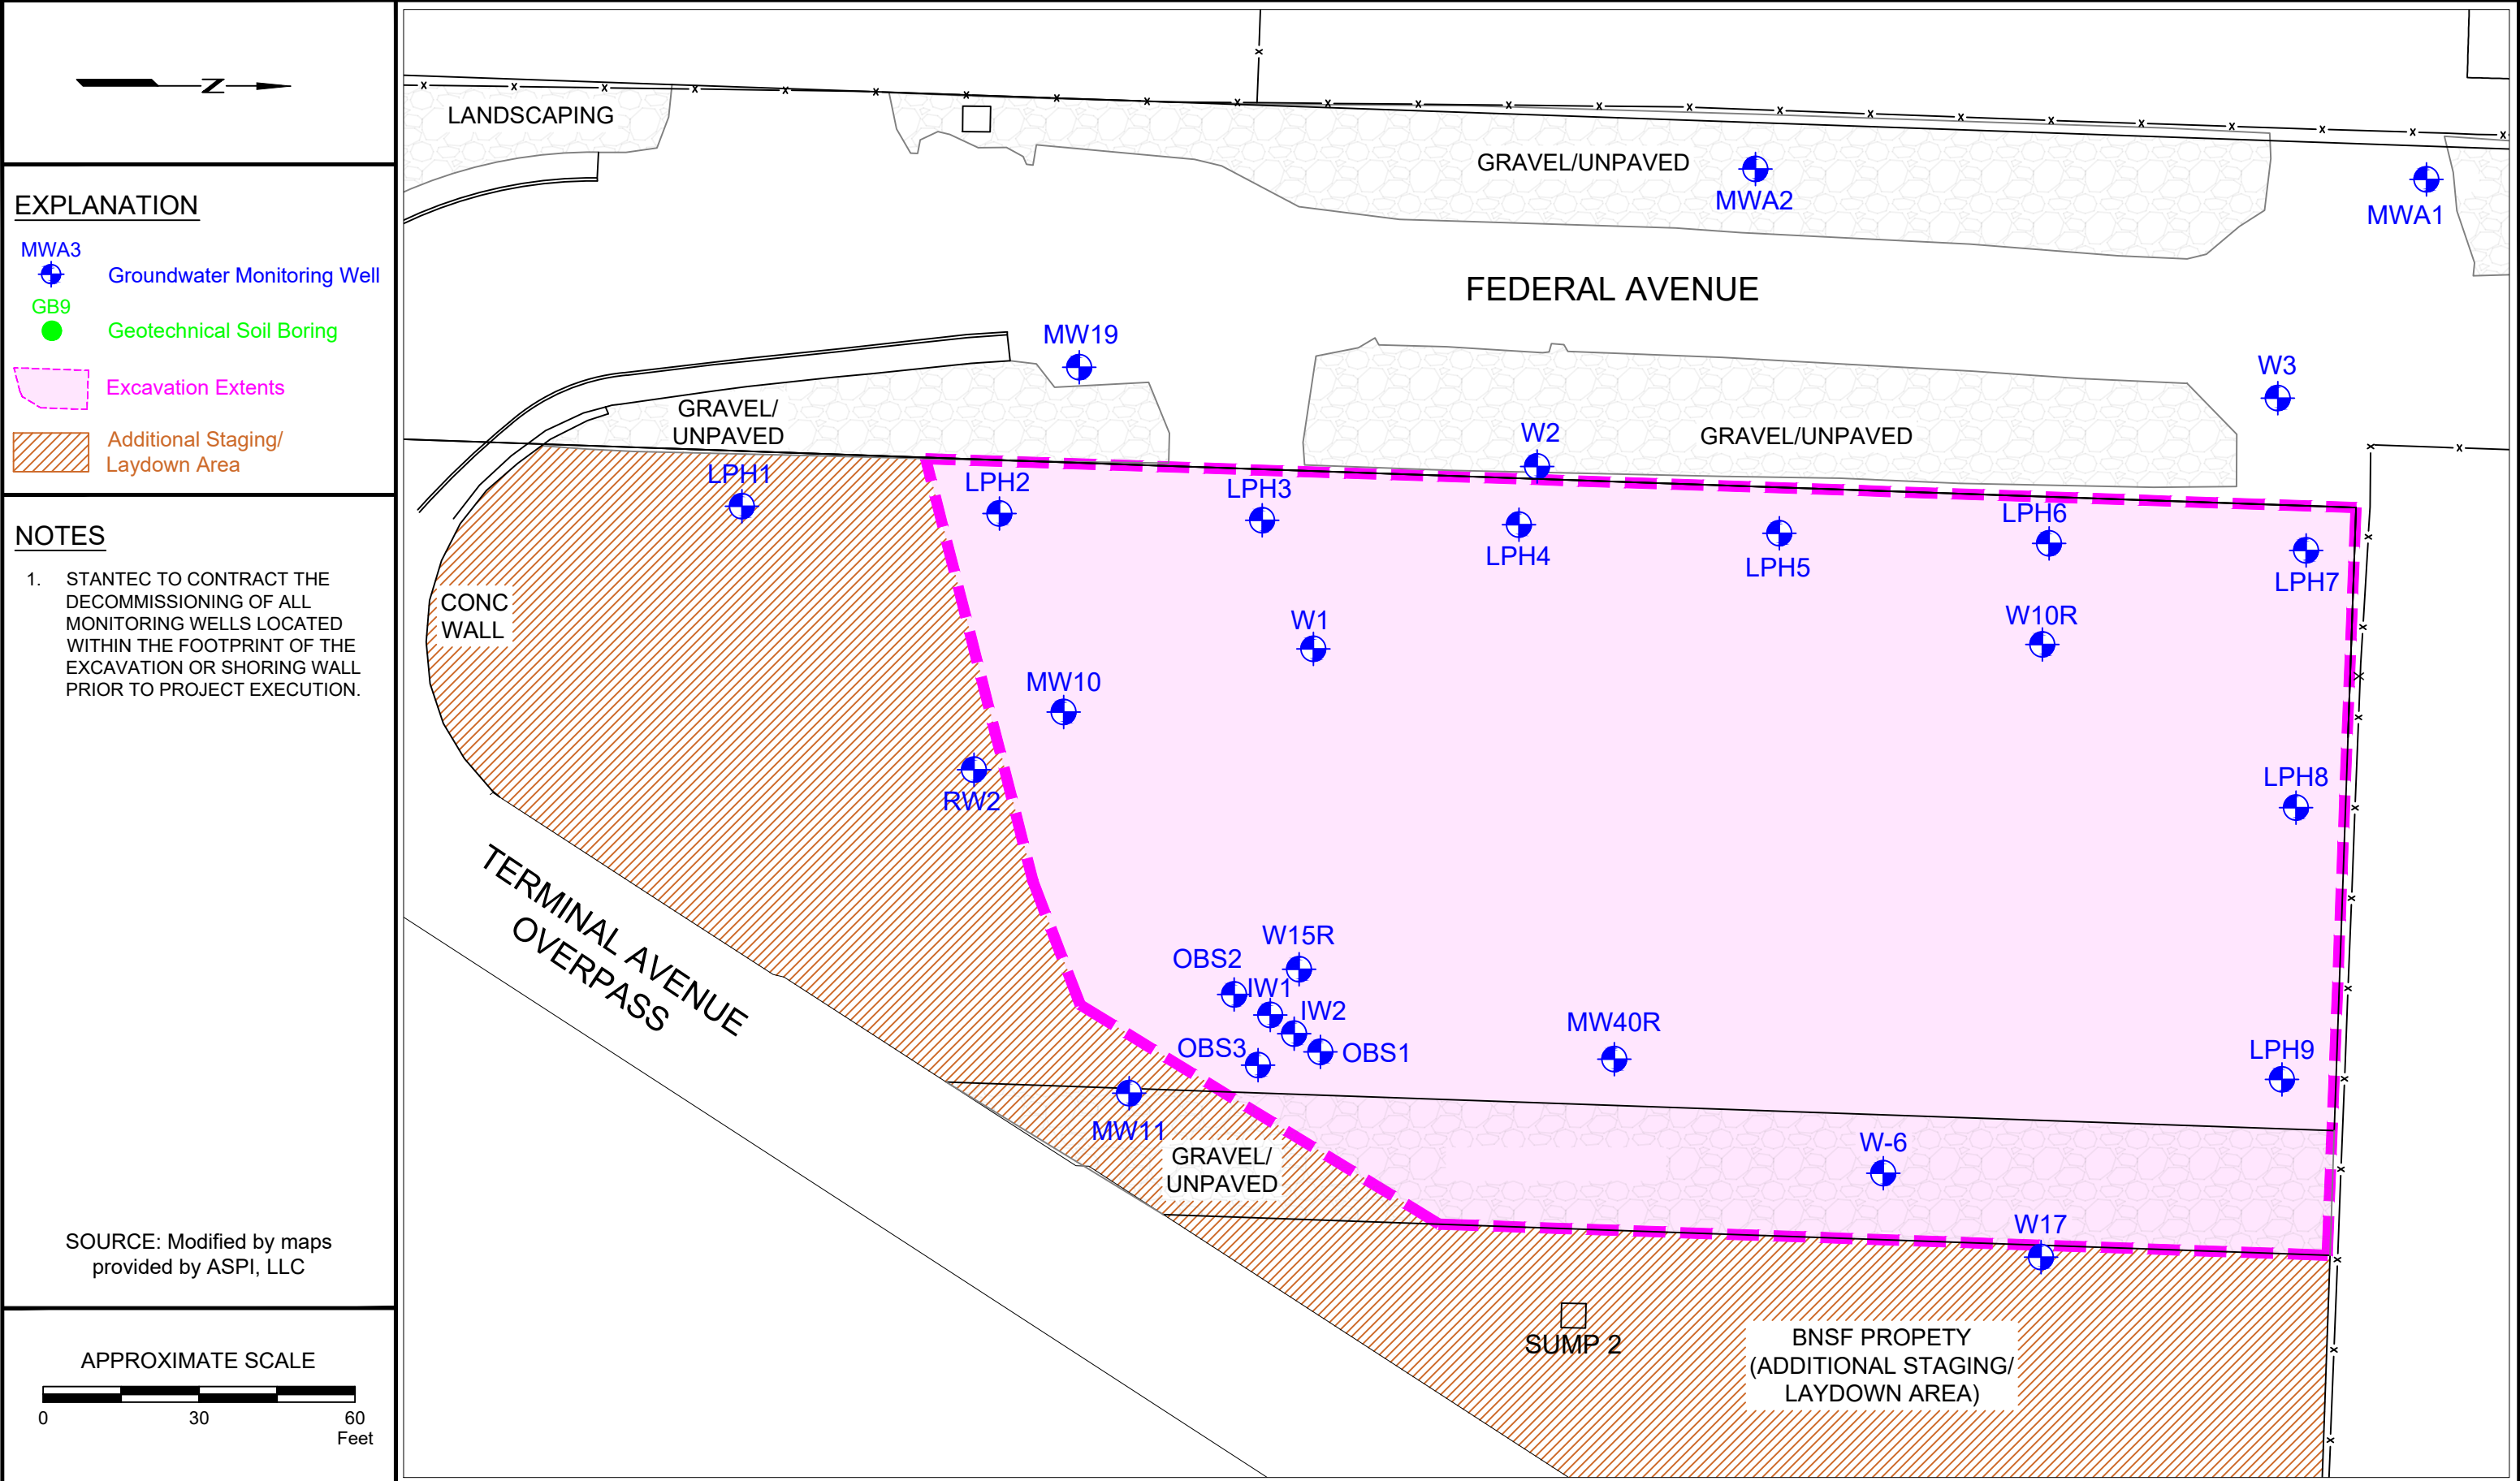 N
EXPLANATION
MWA3
Groundwater Monitoring Well
GB9
Geotechnical Soil Boring
Excavation Extents
Additional Staging/
Laydown Area
NOTES
1. STANTEC TO CONTRACT THE
DECOMMISSIONING OF ALL
MONITORING WELLS LOCATED
WITHIN THE FOOTPRINT OF THE
EXCAVATION OR SHORING WALL
PRIOR TO PROJECT EXECUTION.
SOURCE: Modified by maps
provided by ASPI, LLC
APPROXIMATE SCALE
0 30 60
Feet
LANDSCAPING
GRAVEL/UNPAVED
MWA2
MWA1
FEDERAL AVENUE
MW19
W3
GRAVEL/
UNPAVED
W2
GRAVEL/UNPAVED
LPH1
LPH2
LPH3
LPH4
LPH5
LPH6
LPH7
CONC
WALL
W1
W10R
MW10
RW2
LPH8
TERMINAL AVENUE
OVERPASS
W15R
OBS2
IW1
IW2
OBS3
OBS1
MW40R
LPH9
MW11
GRAVEL/
UNPAVED
W-6
W17
SUMP 2
BNSF PROPETY
(ADDITIONAL STAGING/
LAYDOWN AREA)